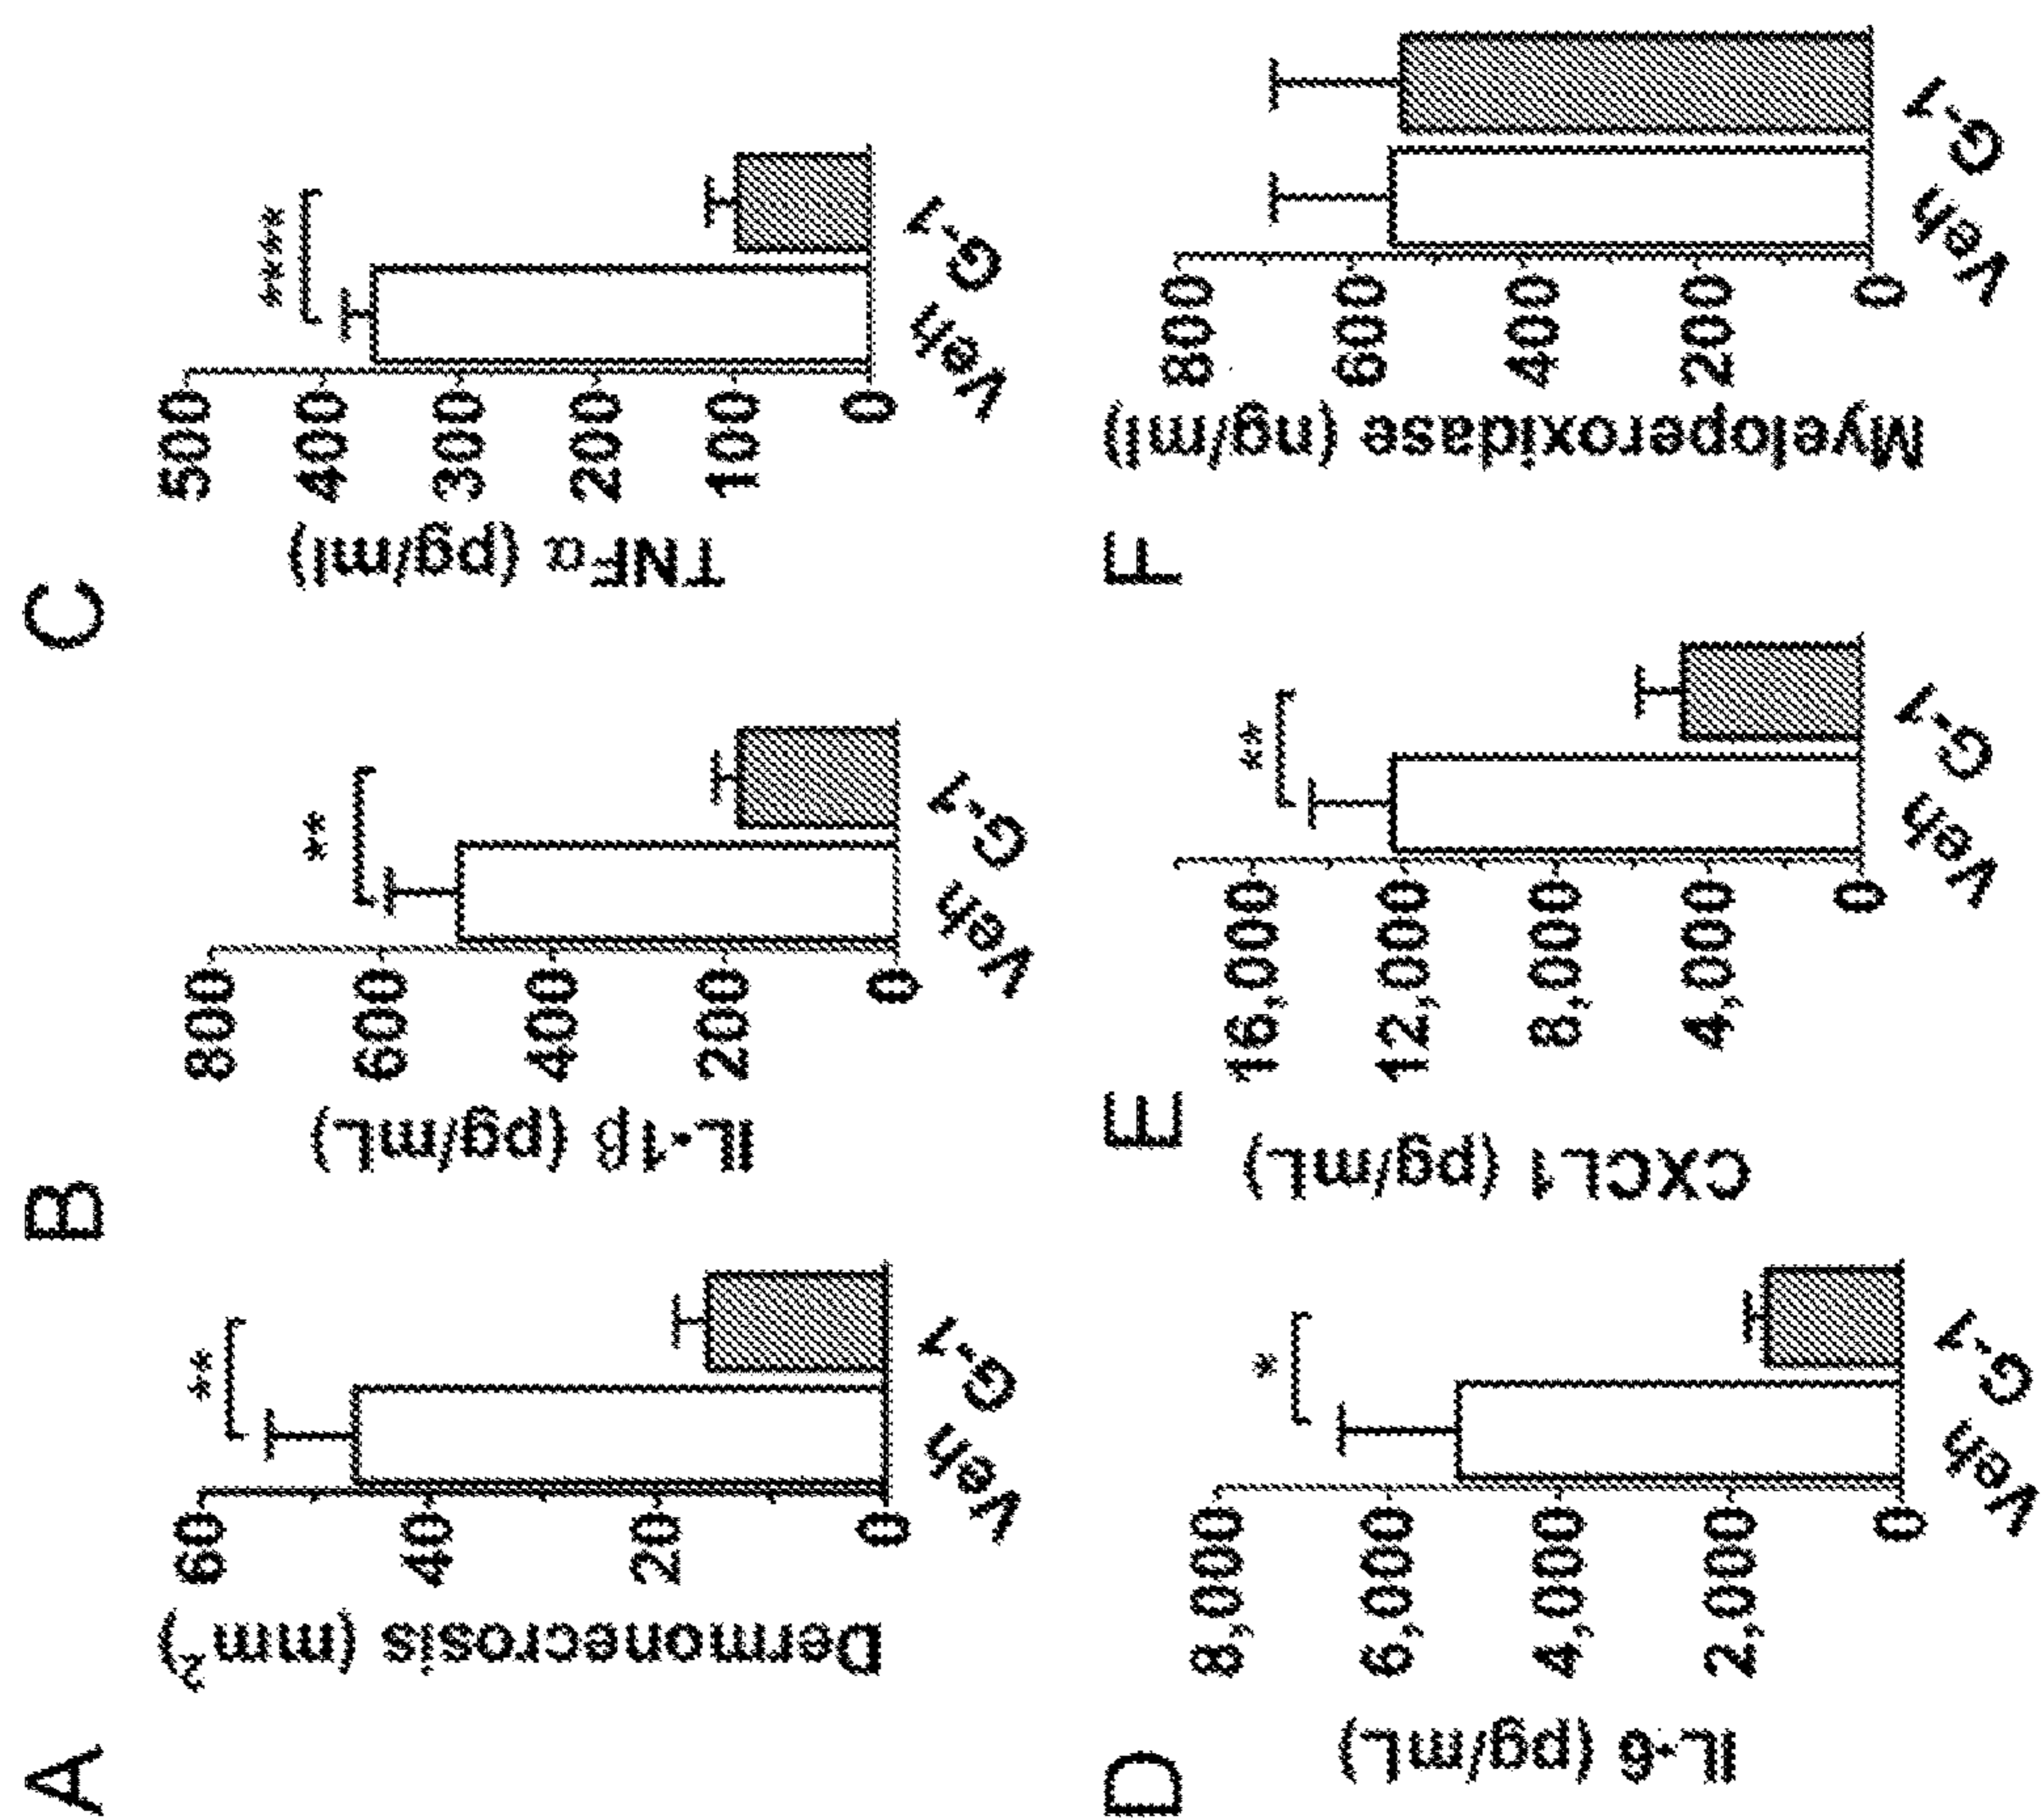 A
Dermonecrosis (mm²)
60
40
20
0
Veh
G-1
**
B
IL-1β (pg/mL)
800
600
400
200
0
Veh
G-1
**
C
TNFα (pg/ml)
500
400
300
200
100
0
Veh
G-1
****
D
IL-6 (pg/mL)
8,000
6,000
4,000
2,000
0
Veh
G-1
*
E
CXCL1 (pg/mL)
16,000
12,000
8,000
4,000
0
Veh
G-1
**
F
Myeloperoxidase (ng/ml)
800
600
400
200
0
Veh
G-1